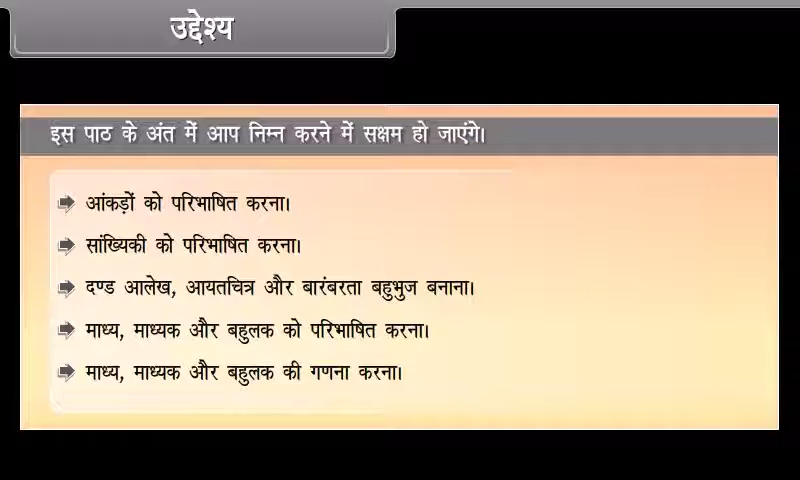 उद्देश्य
इस पाठ के अंत में आप निम्न करने में सक्षम हो जाएंगे।
आंकड़ों को परिभाषित करना।
सांख्यिकी को परिभाषित करना।
दण्ड आलेख, आयतचित्र और बारंबरता बहुभुज बनाना।
माध्य, माध्यक और बहुलक को परिभाषित करना।
माध्य, माध्यक और बहुलक की गणना करना।